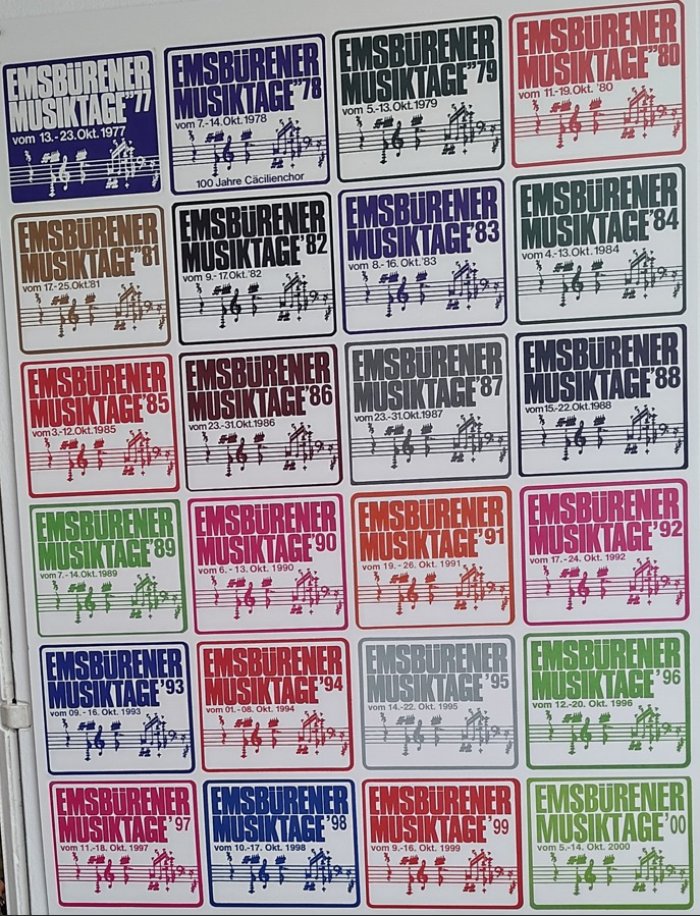 EMSBÜRENER
MUSIKTAGE"77
vom 13.-23.Okt. 1977
EMSBÜRENER
MUSIKTAGE"78
vom 7.-14.Okt.1978
100 Jahre Cäcilienchor
EMSBÜRENER
MUSIKTAGE"79
vom 5.-13.Okt.1979
EMSBÜRENER
MUSIKTAGE"80
vom 11.-19.Okt.'80
EMSBÜRENER
MUSIKTAGE"81
vom 17.-25.Okt.'81
EMSBÜRENER
MUSIKTAGE'82
vom 9.-17.Okt.'82
EMSBÜRENER
MUSIKTAGE'83
vom 8.-16.Okt.'83
EMSBÜRENER
MUSIKTAGE'84
vom 4.-13.Okt.1984
EMSBÜRENER
MUSIKTAGE'85
vom 3.-12.Okt.1985
EMSBÜRENER
MUSIKTAGE'86
vom 23.-31.Okt.1986
EMSBÜRENER
MUSIKTAGE'87
vom 23.-31.Okt.1987
EMSBÜRENER
MUSIKTAGE'88
vom 15.-22.Okt.1988
EMSBÜRENER
MUSIKTAGE'89
vom 7.-14.Okt.1989
EMSBÜRENER
MUSIKTAGE'90
vom 6. - 13. Okt. 1990
EMSBÜRENER
MUSIKTAGE'91
vom 19. - 26. Okt. 1991
EMSBÜRENER
MUSIKTAGE'92
vom 17. - 24. Okt. 1992
EMSBÜRENER
MUSIKTAGE'93
vom 09. - 16. Okt. 1993
EMSBÜRENER
MUSIKTAGE'94
vom 01. - 08. Okt. 1994
EMSBÜRENER
MUSIKTAGE'95
vom 14.-22. Okt. 1995
EMSBÜRENER
MUSIKTAGE'96
vom 12.-20. Okt. 1996
EMSBÜRENER
MUSIKTAGE'97
vom 11.-18. Okt. 1997
EMSBÜRENER
MUSIKTAGE'98
vom 10.-17. Okt. 1998
EMSBÜRENER
MUSIKTAGE'99
vom 9.-16. Okt. 1999
EMSBÜRENER
MUSIKTAGE'00
vom 5.-14. Okt. 2000